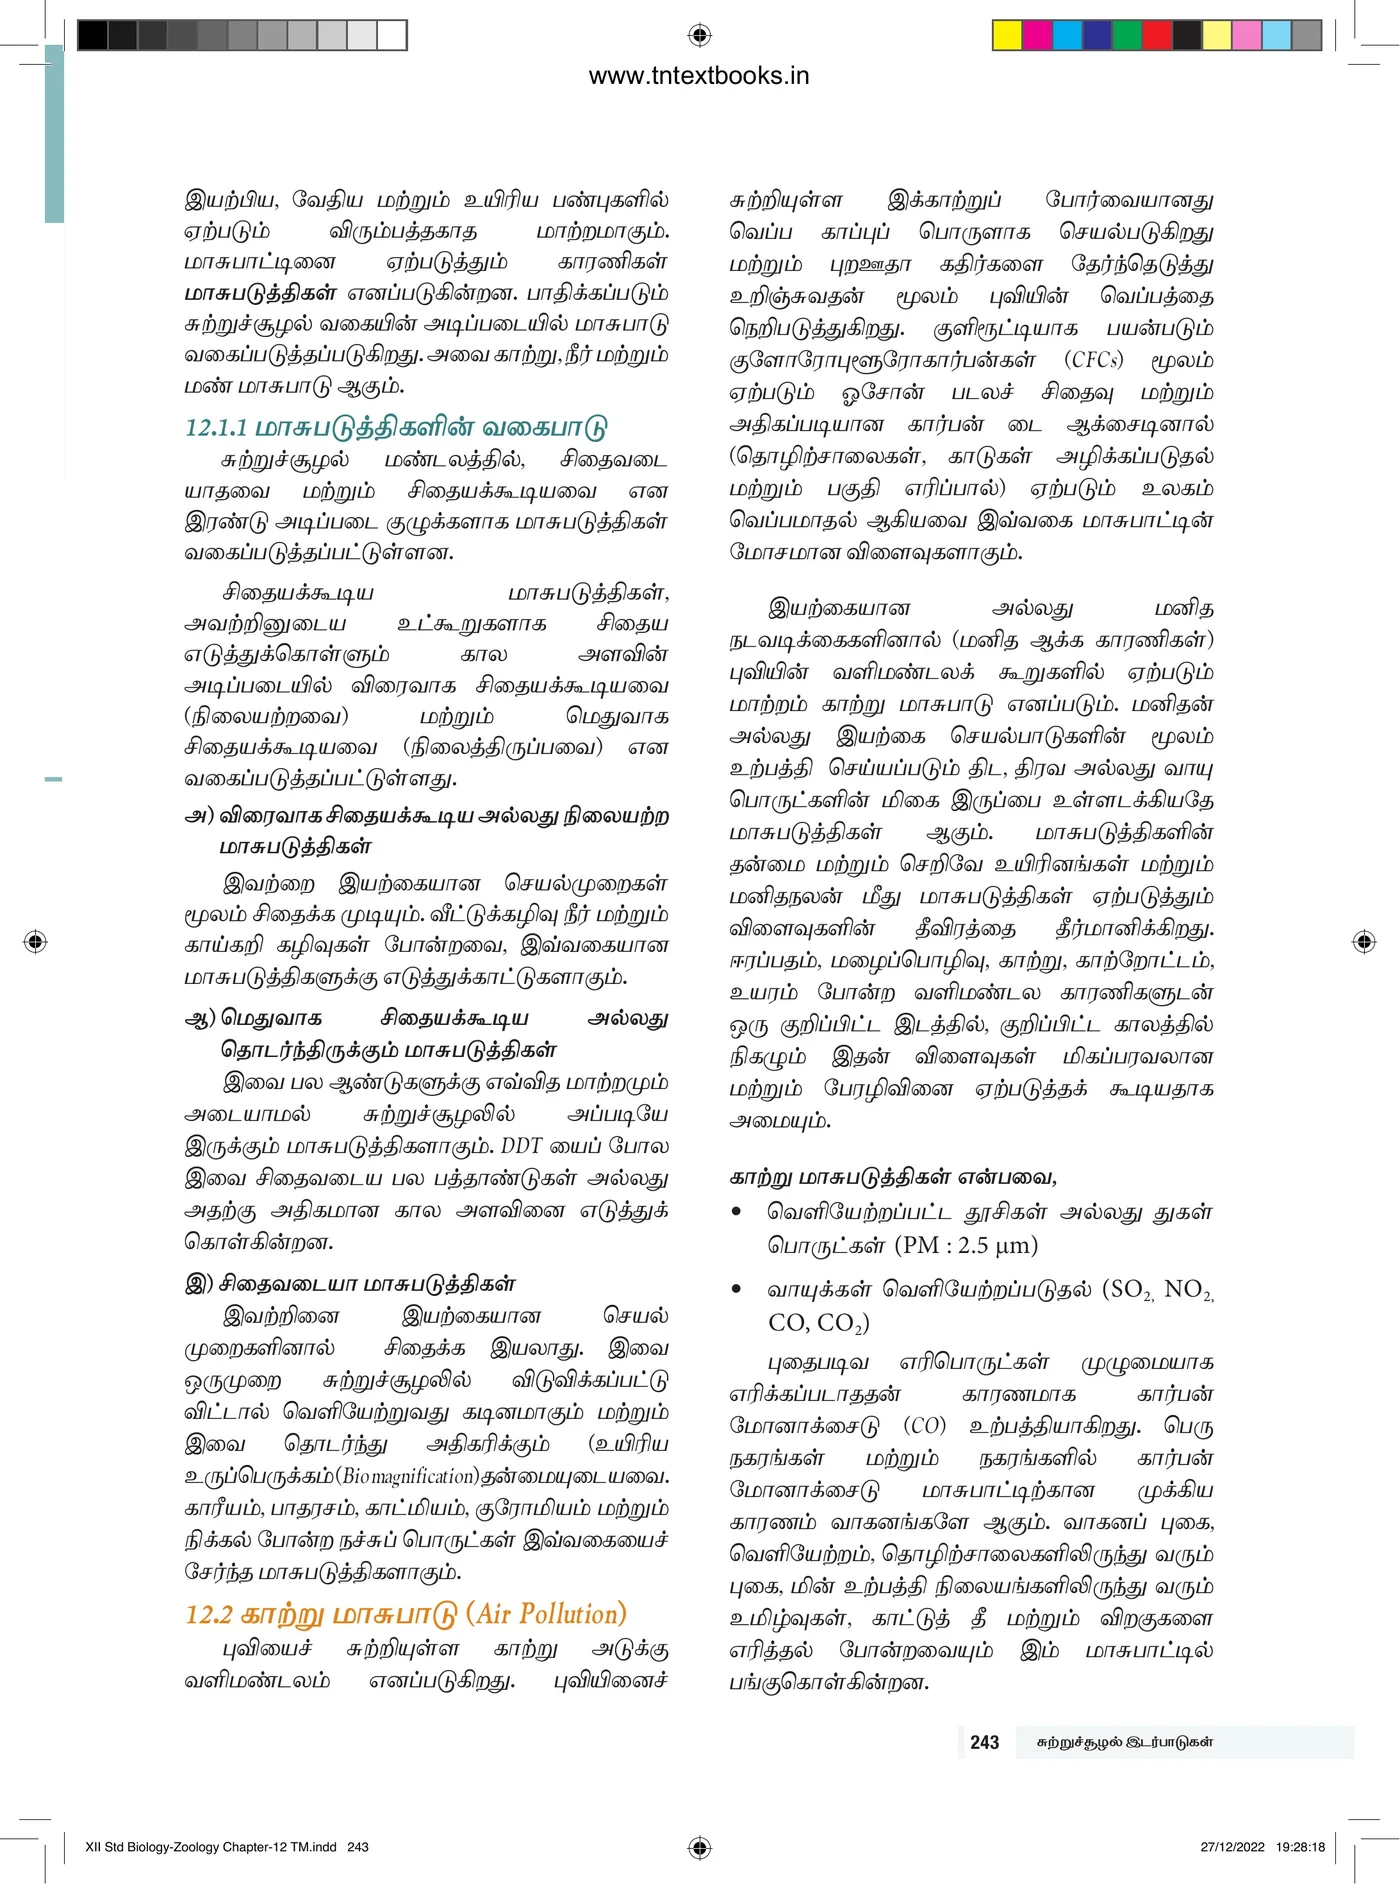 www.tntextbooks.in
இயற்பிய, வேதிய மற்றும் உயிரிய பண்புகளில்
ஏற்படும் விரும்பத்தகாத மாற்றமாகும்.
மாசுபாட்டினை ஏற்படுத்தும் காரணிகள்
மாசுபடுத்திகள் எனப்படுகின்றன. பாதிக்கப்படும்
சுற்றுச்சூழல் வகையின் அடிப்படையில் மாசுபாடு
வகைப்படுத்தப்படுகிறது. அவை காற்று, நீர் மற்றும்
மண் மாசுபாடு ஆகும்.
12.1.1 மாசுபடுத்திகளின் வகைபாடு
சுற்றுச்சூழல் மண்டலத்தில், சிதைவடை
யாதவை மற்றும் சிதையக்கூடியவை என
இரண்டு அடிப்படை குழுக்களாக மாசுபடுத்திகள்
வகைப்படுத்தப்பட்டுள்ளன.
சிதையக்கூடிய மாசுபடுத்திகள்,
அவற்றினுடைய உட்கூறுகளாக சிதைய
எடுத்துக்கொள்ளும் கால அளவின்
அடிப்படையில் விரைவாக சிதையக்கூடியவை
(நிலையற்றவை) மற்றும் மெதுவாக
சிதையக்கூடியவை (நிலைத்திருப்பவை) என
வகைப்படுத்தப்பட்டுள்ளது.
அ) விரைவாக சிதையக்கூடிய அல்லது நிலையற்ற
மாசுபடுத்திகள்
இவற்றை இயற்கையான செயல்முறைகள்
மூலம் சிதைக்க முடியும். வீட்டுக்கழிவு நீர் மற்றும்
காய்கறி கழிவுகள் போன்றவை, இவ்வகையான
மாசுபடுத்திகளுக்கு எடுத்துக்காட்டுகளாகும்.
ஆ) மெதுவாக சிதையக்கூடிய அல்லது
தொடர்ந்திருக்கும் மாசுபடுத்திகள்
இவை பல ஆண்டுகளுக்கு எவ்வித மாற்றமும்
அடையாமல் சுற்றுச்சூழலில் அப்படியே
இருக்கும் மாசுபடுத்திகளாகும். DDT யைப் போல
இவை சிதைவடைய பல பத்தாண்டுகள் அல்லது
அதற்கு அதிகமான கால அளவினை எடுத்துக்
கொள்கின்றன.
இ) சிதைவடையா மாசுபடுத்திகள்
இவற்றினை இயற்கையான செயல்
முறைகளினால் சிதைக்க இயலாது. இவை
ஒருமுறை சுற்றுச்சூழலில் விடுவிக்கப்பட்டு
விட்டால் வெளியேற்றுவது கடினமாகும் மற்றும்
இவை தொடர்ந்து அதிகரிக்கும் (உயிரிய
உருப்பெருக்கம்(Bio magnification)தன்மையுடையவை.
காரீயம், பாதரசம், காட்மியம், குரோமியம் மற்றும்
நிக்கல் போன்ற நச்சுப் பொருட்கள் இவ்வகையைச்
சேர்ந்த மாசுபடுத்திகளாகும்.
12.2 காற்று மாசுபாடு (Air Pollution)
புவியைச் சுற்றியுள்ள காற்று அடுக்கு
வளிமண்டலம் எனப்படுகிறது. புவியினைச்
சுற்றியுள்ள இக்காற்றுப் போர்வையானது
வெப்ப காப்புப் பொருளாக செயல்படுகிறது
மற்றும் புறஊதா கதிர்களை தேர்ந்தெடுத்து
உறிஞ்சுவதன் மூலம் புவியின் வெப்பத்தை
நெறிபடுத்துகிறது. குளிரூட்டியாக பயன்படும்
குளோரோபுளூரோகார்பன்கள் (CFCs) மூலம்
ஏற்படும் ஓசோன் படலச் சிதைவு மற்றும்
அதிகப்படியான கார்பன் டை ஆக்சைடினால்
(தொழிற்சாலைகள், காடுகள் அழிக்கப்படுதல்
மற்றும் பகுதி எரிப்பால்) ஏற்படும் உலகம்
வெப்பமாதல் ஆகியவை இவ்வகை மாசுபாட்டின்
மோசமான விளைவுகளாகும்.
இயற்கையான அல்லது மனித
நடவடிக்கைகளினால் (மனித ஆக்க காரணிகள்)
புவியின் வளிமண்டலக் கூறுகளில் ஏற்படும்
மாற்றம் காற்று மாசுபாடு எனப்படும். மனிதன்
அல்லது இயற்கை செயல்பாடுகளின் மூலம்
உற்பத்தி செய்யப்படும் திட, திரவ அல்லது வாயு
பொருட்களின் மிகை இருப்பை உள்ளடக்கியதே
மாசுபடுத்திகள் ஆகும். மாசுபடுத்திகளின்
தன்மை மற்றும் செறிவே உயிரினங்கள் மற்றும்
மனிதநலன் மீது மாசுபடுத்திகள் ஏற்படுத்தும்
விளைவுகளின் தீவிரத்தை தீர்மானிக்கிறது.
ஈரப்பதம், மழைப்பொழிவு, காற்று, காற்றோட்டம்,
உயரம் போன்ற வளிமண்டல காரணிகளுடன்
ஒரு குறிப்பிட்ட இடத்தில், குறிப்பிட்ட காலத்தில்
நிகழும் இதன் விளைவுகள் மிகப்பரவலான
மற்றும் பேரழிவினை ஏற்படுத்தக் கூடியதாக
அமையும்.
காற்று மாசுபடுத்திகள் என்பவை,
• வெளியேற்றப்பட்ட தூசிகள் அல்லது துகள்
பொருட்கள் (PM : 2.5 µm)
• வாயுக்கள் வெளியேற்றப்படுதல் (SO₂, NO₂,
CO, CO₂)
புதைபடிவ எரிபொருட்கள் முழுமையாக
எரிக்கப்படாததன் காரணமாக கார்பன்
மோனாக்சைடு (CO) உற்பத்தியாகிறது. பெரு
நகரங்கள் மற்றும் நகரங்களில் கார்பன்
மோனாக்சைடு மாசுபாட்டிற்கான முக்கிய
காரணம் வாகனங்களே ஆகும். வாகனப் புகை,
வெளியேற்றம், தொழிற்சாலைகளிலிருந்து வரும்
புகை, மின் உற்பத்தி நிலையங்களிலிருந்து வரும்
உமிழ்வுகள், காட்டுத் தீ மற்றும் விறகுகளை
எரித்தல் போன்றவையும் இம் மாசுபாட்டில்
பங்குகொள்கின்றன.
243 சுற்றுச்சூழல் இடர்பாடுகள்
XII Std Biology-Zoology Chapter-12 TM.indd 243
27/12/2022 19:28:18